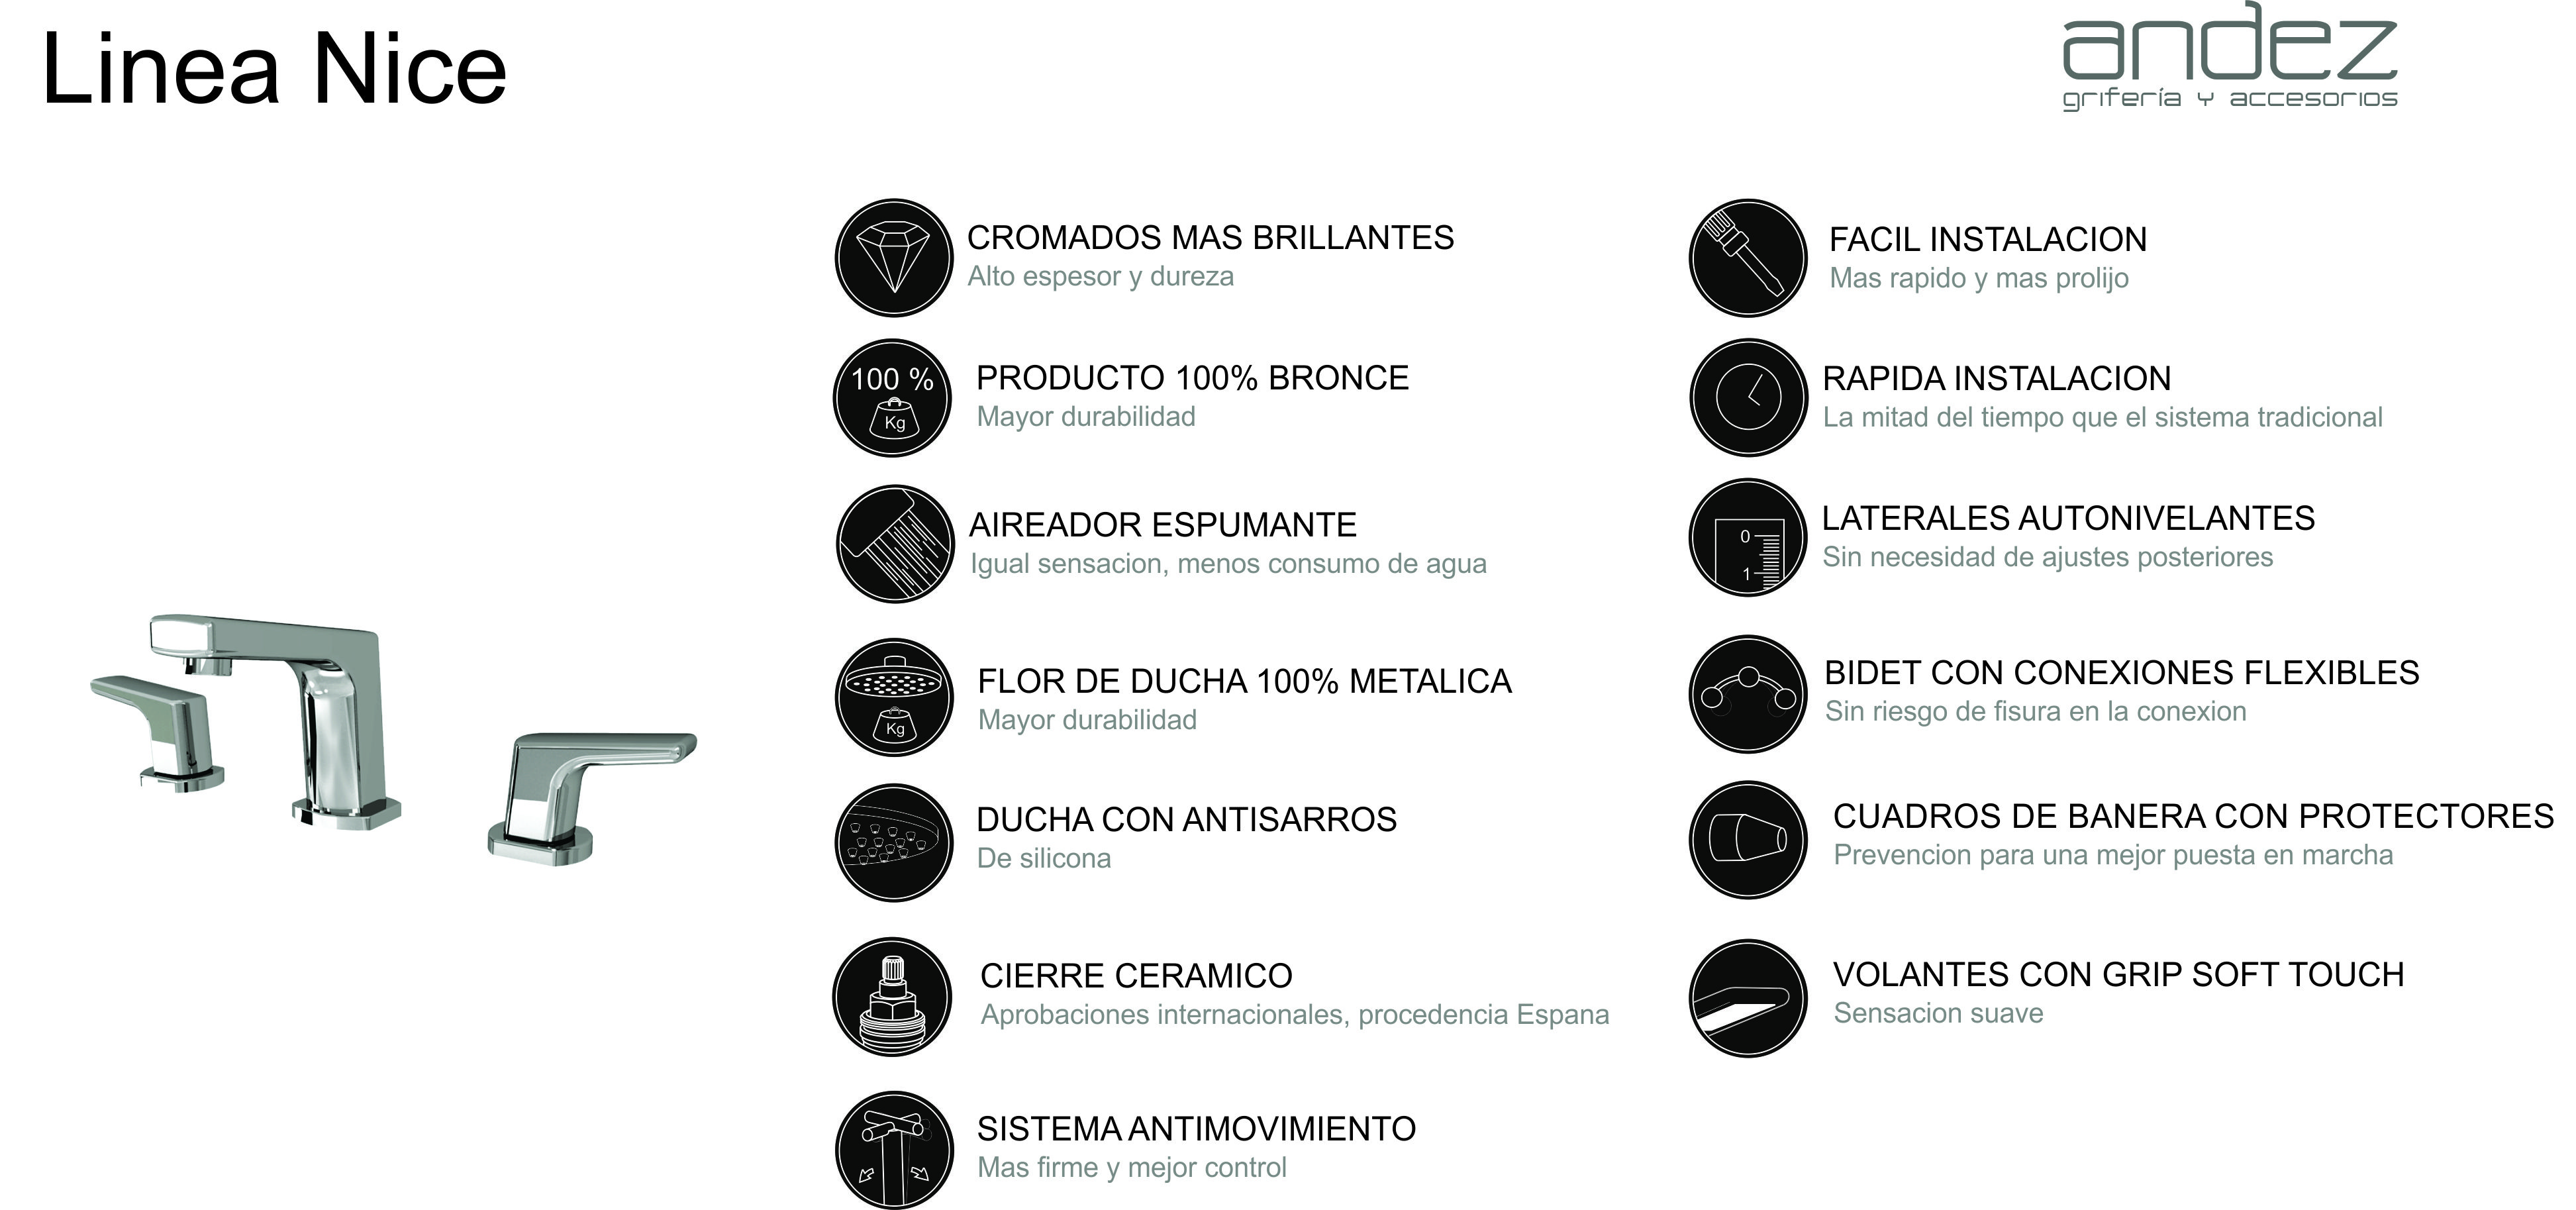 Linea Nice
andez
grifería y accesorios
CROMADOS MAS BRILLANTES
Alto espesor y dureza
100 %
Kg
PRODUCTO 100% BRONCE
Mayor durabilidad
AIREADOR ESPUMANTE
Igual sensacion, menos consumo de agua
Kg
FLOR DE DUCHA 100% METALICA
Mayor durabilidad
DUCHA CON ANTISARROS
De silicona
CIERRE CERAMICO
Aprobaciones internacionales, procedencia Espana
SISTEMA ANTIMOVIMIENTO
Mas firme y mejor control
FACIL INSTALACION
Mas rapido y mas prolijo
RAPIDA INSTALACION
La mitad del tiempo que el sistema tradicional
0
1
LATERALES AUTONIVELANTES
Sin necesidad de ajustes posteriores
BIDET CON CONEXIONES FLEXIBLES
Sin riesgo de fisura en la conexion
CUADROS DE BANERA CON PROTECTORES
Prevencion para una mejor puesta en marcha
VOLANTES CON GRIP SOFT TOUCH
Sensacion suave